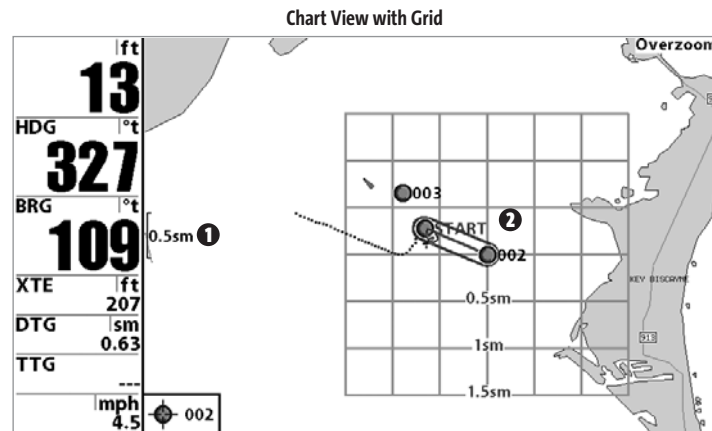 Chart View with Grid
ft
13
HDG °t
327
BRG °t
109
XTE ft
207
DTG sm
0.63
TTG
---
mph
4.5
0.5sm
1
Overzoom
003
START
2
002
0.5sm
1sm
1.5sm
KEY BISCAYNE
913
002